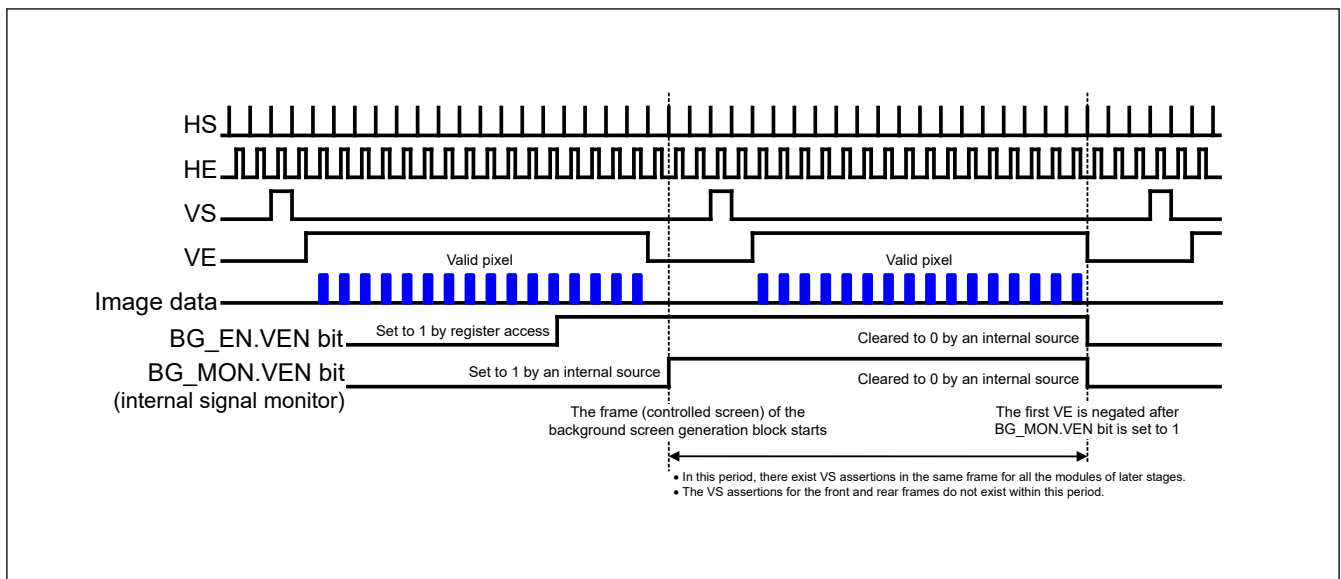 HS
HE
VS
VE
Valid pixel
Valid pixel
Image data
BG_EN.VEN bit
Set to 1 by register access
Cleared to 0 by an internal source
BG_MON.VEN bit
(internal signal monitor)
Set to 1 by an internal source
Cleared to 0 by an internal source
The frame (controlled screen) of the
background screen generation block starts
The first VE is negated after
BG_MON.VEN bit is set to 1
• In this period, there exist VS assertions in the same frame for all the modules of later stages.
• The VS assertions for the front and rear frames do not exist within this period.